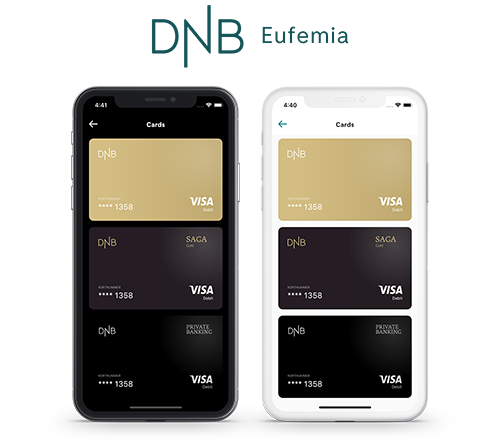 DNB Eufemia
4:41
Cards
DNB
KORTNUMMER
**** 1358
VISA
Debit
DNB
SAGA
Gull
KORTNUMMER
**** 1358
VISA
Debit
DNB
PRIVATE
BANKING
KORTNUMMER
**** 1358
VISA
Debit
4:40
Cards
DNB
KORTNUMMER
**** 1358
VISA
Debit
DNB
SAGA
Gull
KORTNUMMER
**** 1358
VISA
Debit
DNB
PRIVATE
BANKING
KORTNUMMER
**** 1358
VISA
Debit